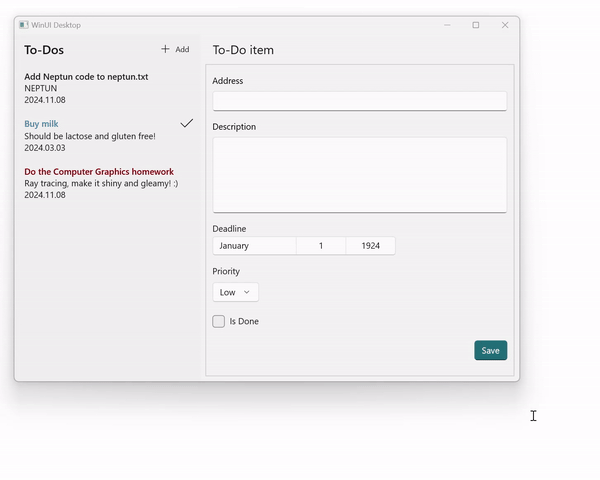 WinUI Desktop
To-Dos
Add
Add Neptun code to neptun.txt
NEPTUN
2024.11.08
Buy milk
Should be lactose and gluten free!
2024.03.03
Do the Computer Graphics homework
Ray tracing, make it shiny and gleamy! :)
2024.11.08
To-Do item
Address
Description
Deadline
January 1 1924
Priority
Low
Is Done
Save